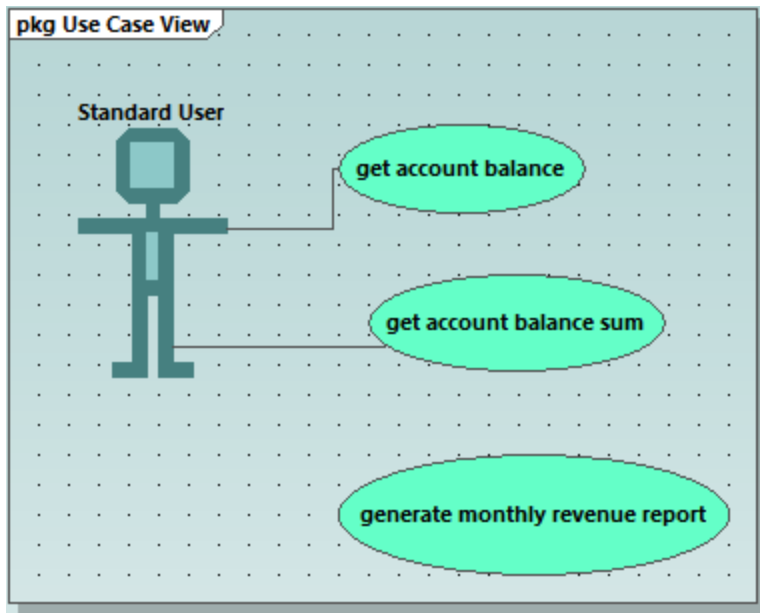 pkg Use Case View
Standard User
get account balance
get account balance sum
generate monthly revenue report